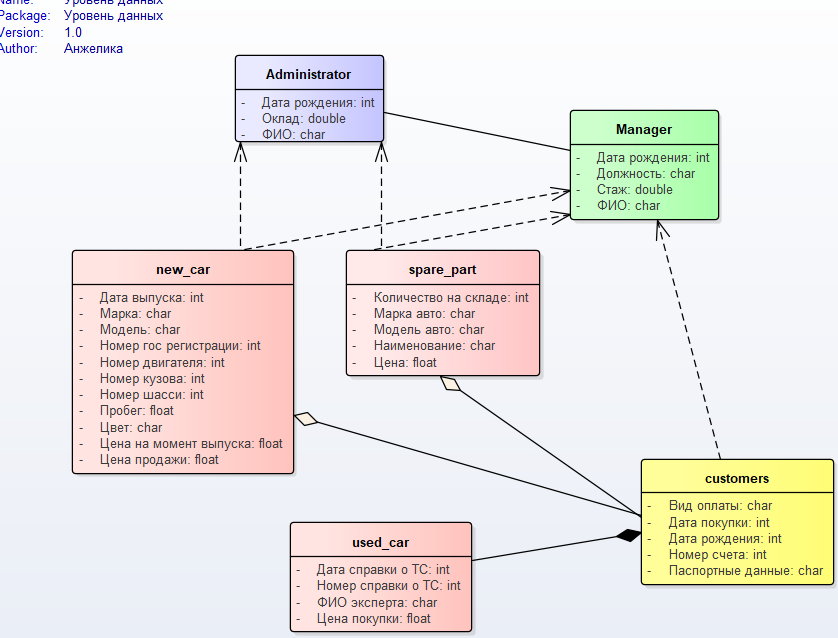 Name: Уровень данных
Package: Уровень данных
Version: 1.0
Author: Анжелика
Administrator
- Дата рождения: int
- Оклад: double
- ФИО: char
Manager
- Дата рождения: int
- Должность: char
- Стаж: double
- ФИО: char
new_car
- Дата выпуска: int
- Марка: char
- Модель: char
- Номер гос регистрации: int
- Номер двигателя: int
- Номер кузова: int
- Номер шасси: int
- Пробег: float
- Цвет: char
- Цена на момент выпуска: float
- Цена продажи: float
spare_part
- Количество на складе: int
- Марка авто: char
- Модель авто: char
- Наименование: char
- Цена: float
customers
- Вид оплаты: char
- Дата покупки: int
- Дата рождения: int
- Номер счета: int
- Паспортные данные: char
used_car
- Дата справки о ТС: int
- Номер справки о ТС: int
- ФИО эксперта: char
- Цена покупки: float